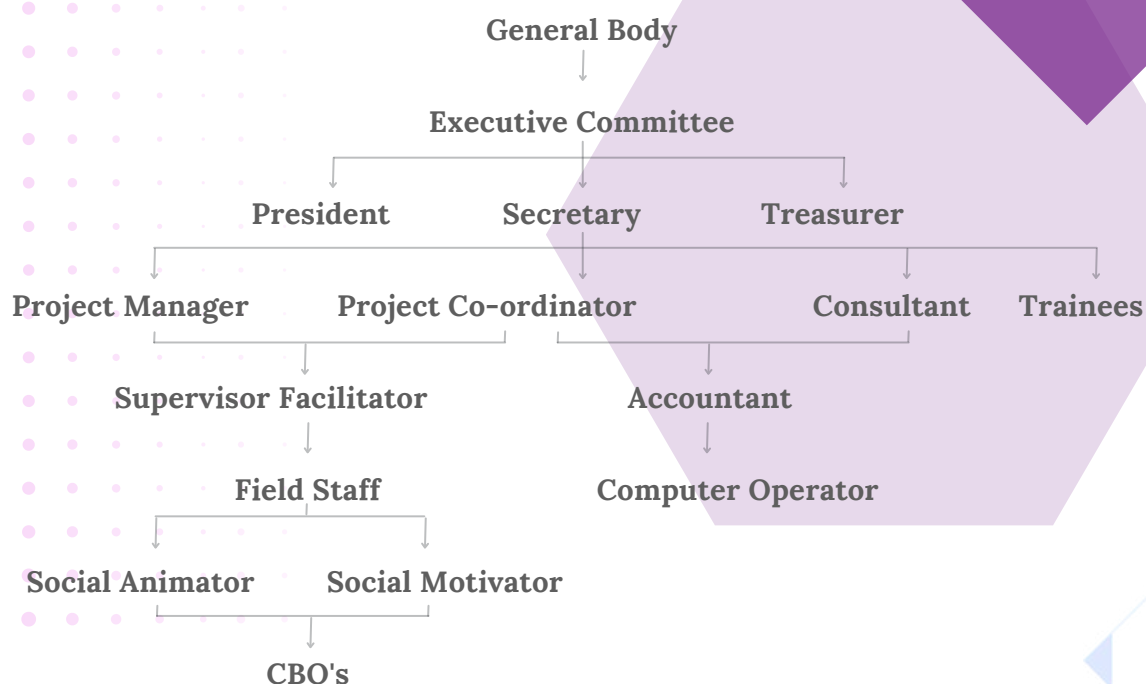 General Body
Executive Committee
President Secretary Treasurer
Project Manager Project Co-ordinator Consultant Trainees
Supervisor Facilitator Accountant
Field Staff Computer Operator
Social Animator Social Motivator
CBO's